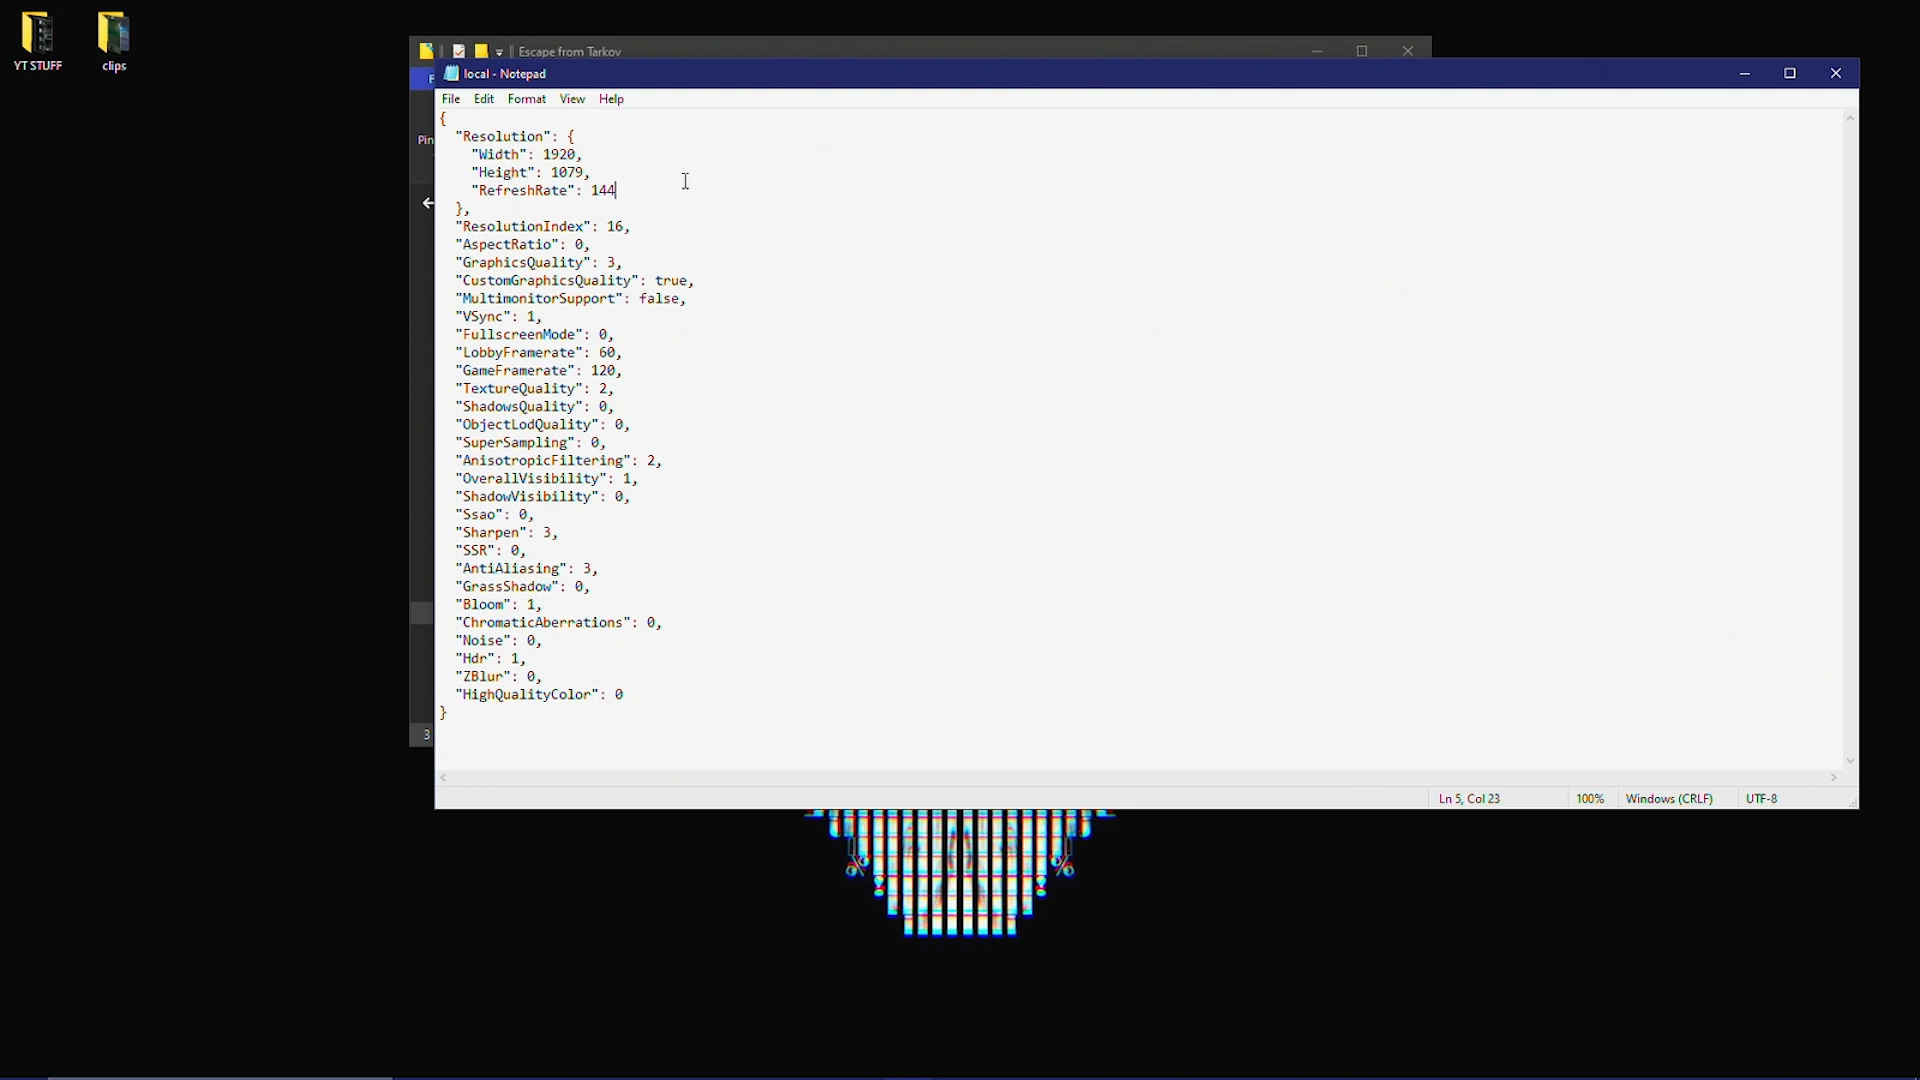 YT STUFF
clips
Escape from Tarkov
local - Notepad
File Edit Format View Help
Pin
{
"Resolution": {
"Width": 1920,
"Height": 1079,
"RefreshRate": 144
},
"ResolutionIndex": 16,
"AspectRatio": 0,
"GraphicsQuality": 3,
"CustomGraphicsQuality": true,
"MultimonitorSupport": false,
"VSync": 1,
"FullscreenMode": 0,
"LobbyFramerate": 60,
"GameFramerate": 120,
"TextureQuality": 2,
"ShadowsQuality": 0,
"ObjectLodQuality": 0,
"SuperSampling": 0,
"AnisotropicFiltering": 2,
"OverallVisibility": 1,
"ShadowVisibility": 0,
"Ssao": 0,
"Sharpen": 3,
"SSR": 0,
"AntiAliasing": 3,
"GrassShadow": 0,
"Bloom": 1,
"ChromaticAberrations": 0,
"Noise": 0,
"Hdr": 1,
"ZBlur": 0,
"HighQualityColor": 0
}
3
Ln 5, Col 23 100% Windows (CRLF) UTF-8